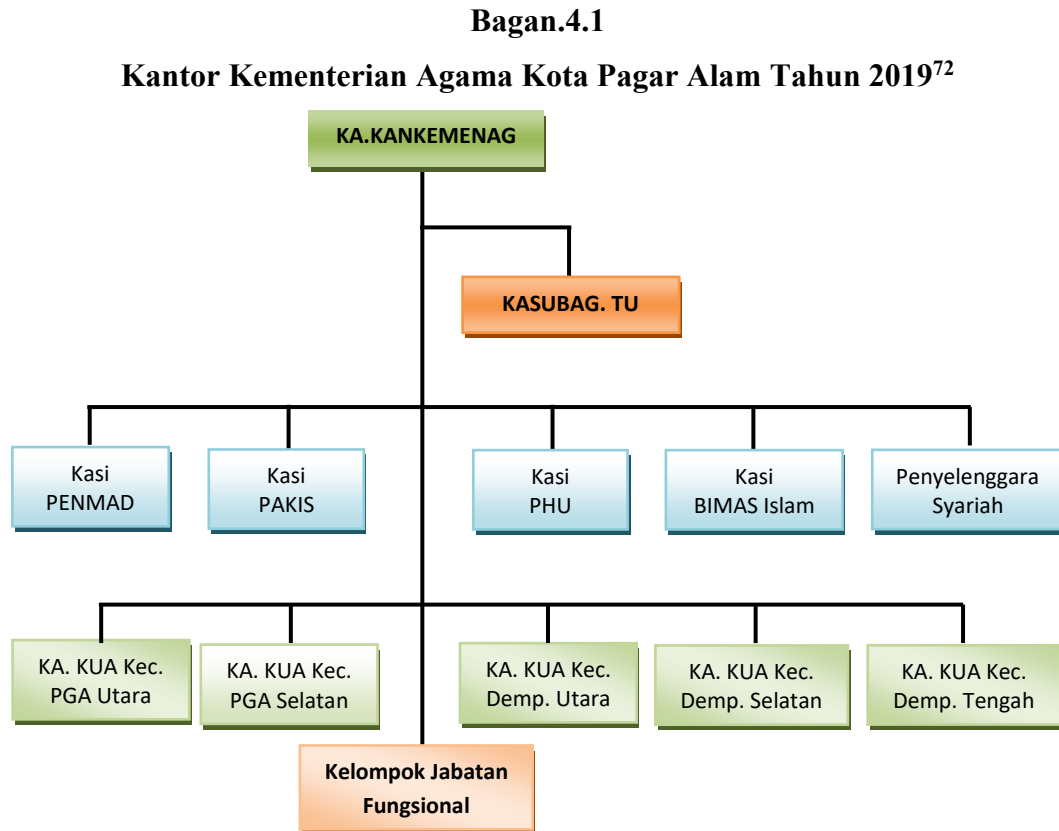 Bagan.4.1
Kantor Kementerian Agama Kota Pagar Alam Tahun 2019⁷²
KA.KANKEMENAG
KASUBAG. TU
Kasi
PENMAD
Kasi
PAKIS
Kasi
PHU
Kasi
BIMAS Islam
Penyelenggara
Syariah
KA. KUA Kec.
PGA Utara
KA. KUA Kec.
PGA Selatan
KA. KUA Kec.
Demp. Utara
KA. KUA Kec.
Demp. Selatan
KA. KUA Kec.
Demp. Tengah
Kelompok Jabatan
Fungsional